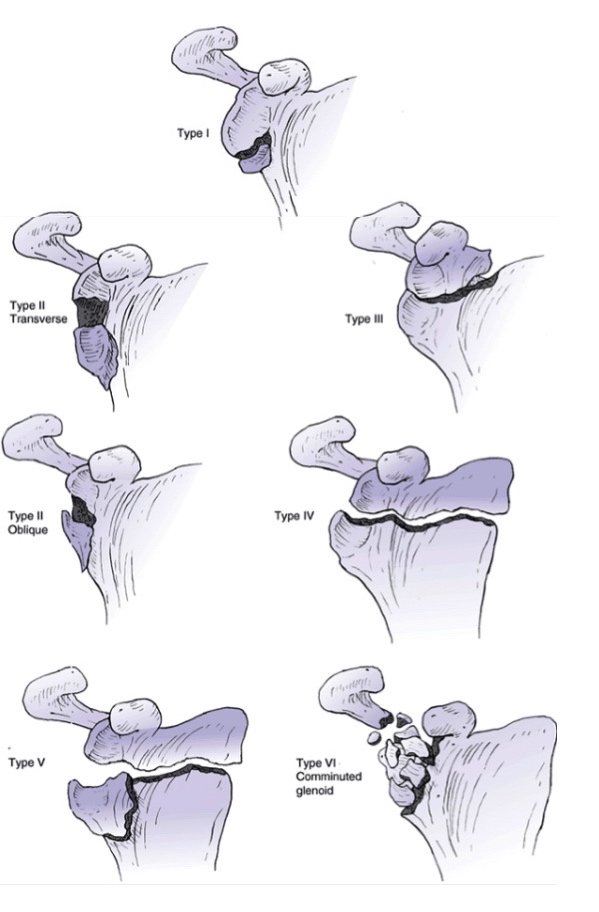 Type I
Type II
Transverse
Type III
Type II
Oblique
Type IV
Type V
Type VI
Comminuted
glenoid